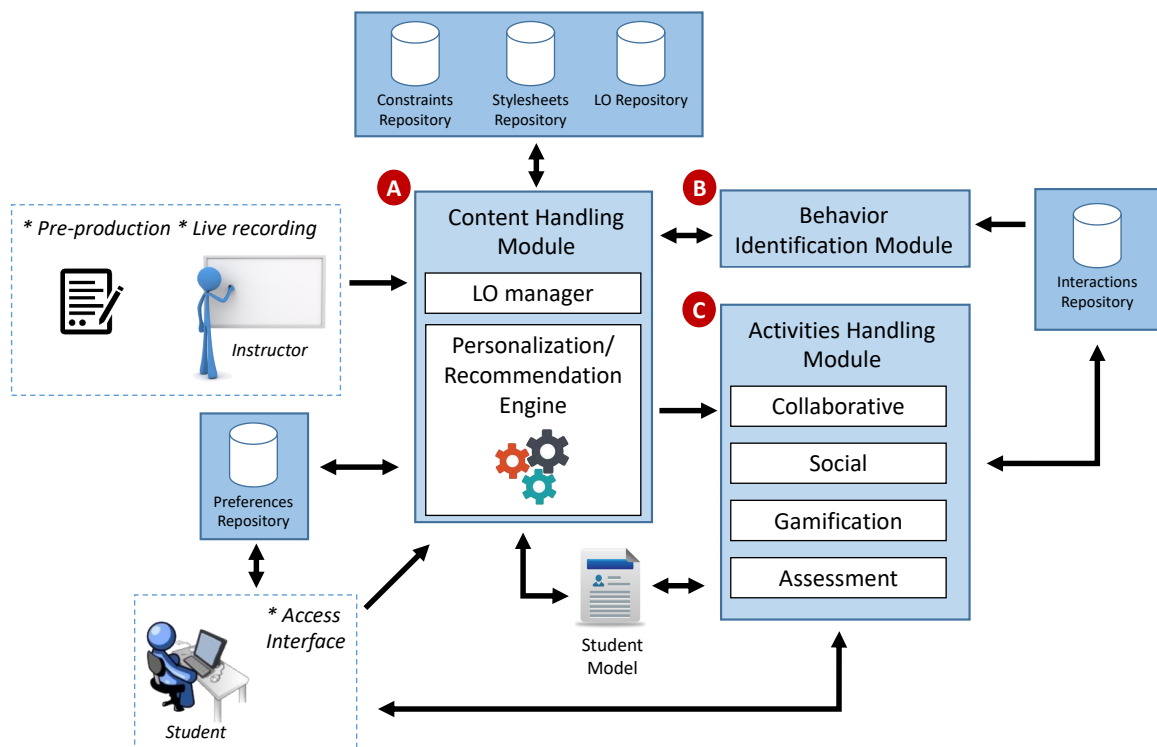 Constraints
Repository
Stylesheets
Repository
LO Repository
A
Content Handling
Module
LO manager
Personalization/
Recommendation
Engine
B
Behavior
Identification Module
Interactions
Repository
* Pre-production * Live recording
Instructor
C
Activities Handling
Module
Collaborative
Social
Gamification
Assessment
Preferences
Repository
* Access
Interface
Student
Student
Model